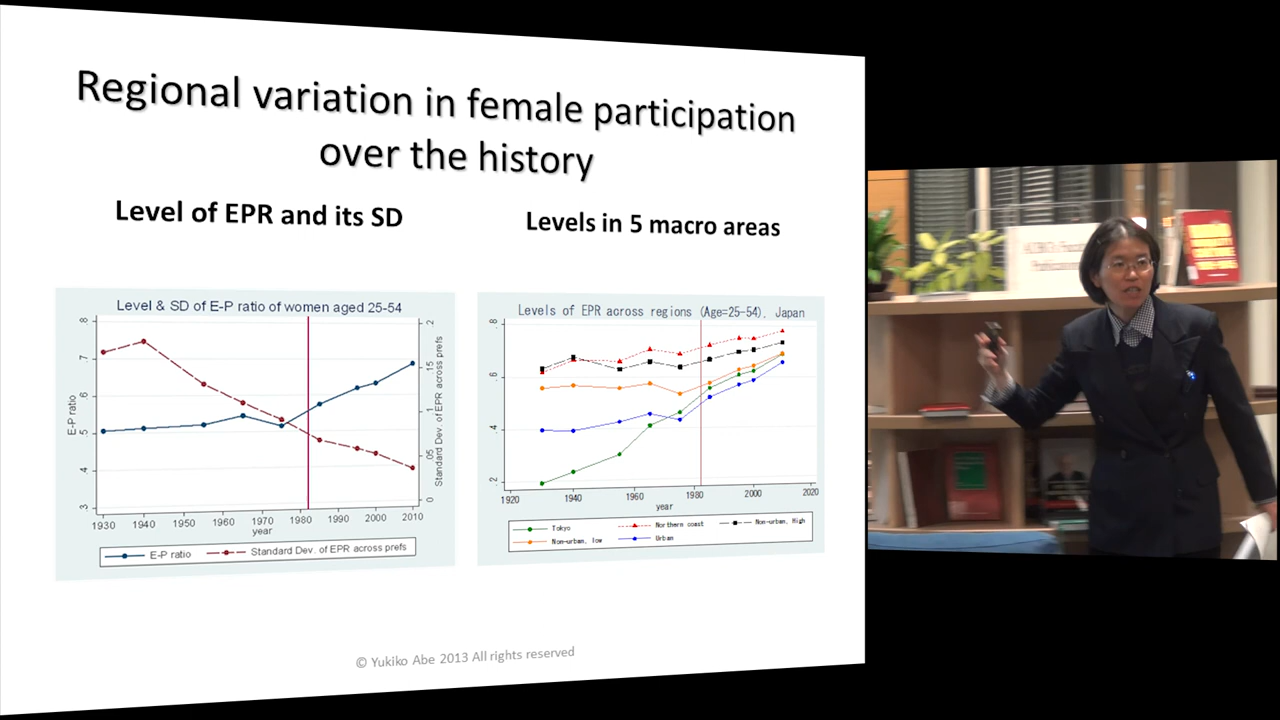 Regional variation in female participation
over the history
Level of EPR and its SD
Levels in 5 macro areas
Level & SD of E-P ratio of women aged 25-54
E-P ratio
.8
.7
.6
.5
.4
.3
.2
.15
.1
.05
0
Standard Dev. of EPR across prefs
1930 1940 1950 1960 1970 1980 1990 2000 2010
year
E-P ratio
Standard Dev. of EPR across prefs
Levels of EPR across regions (Age=25-54), Japan
.8
.6
.4
.2
1920 1940 1960 1980 2000 2020
year
Tokyo
Northern coast
Non-urban, High
Non-urban, low
Urban
© Yukiko Abe 2013 All rights reserved